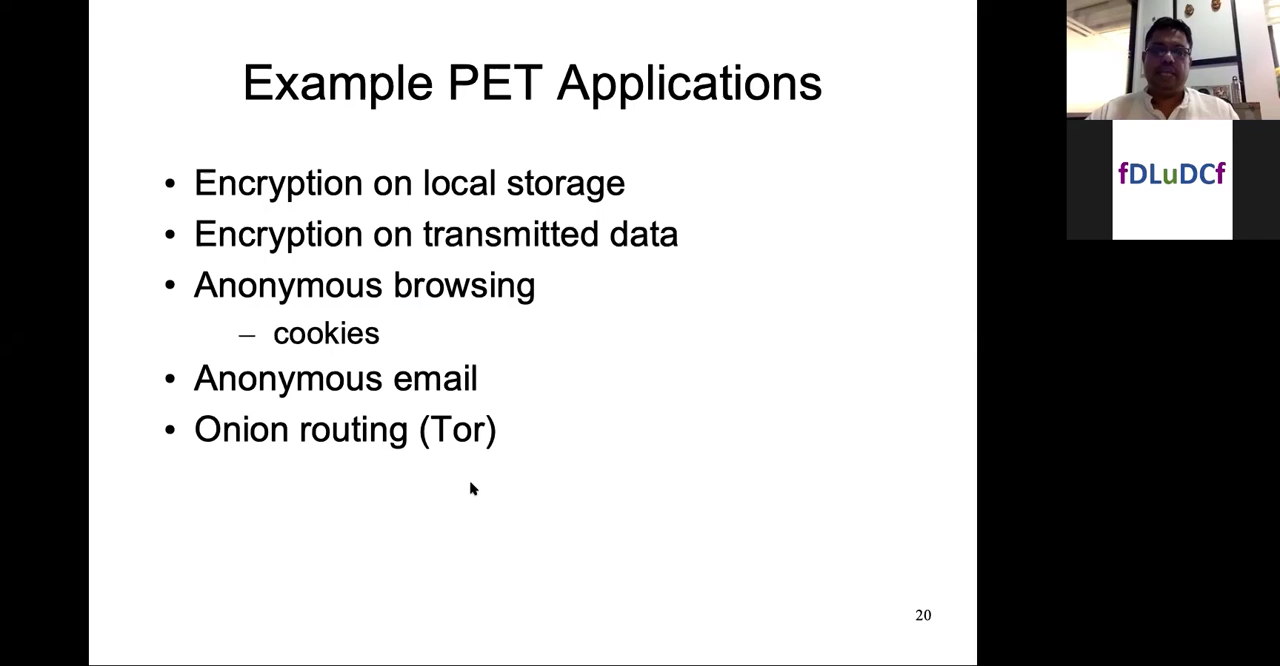 Example PET Applications
• Encryption on local storage
• Encryption on transmitted data
• Anonymous browsing
– cookies
• Anonymous email
• Onion routing (Tor)
20
fDLuDCf